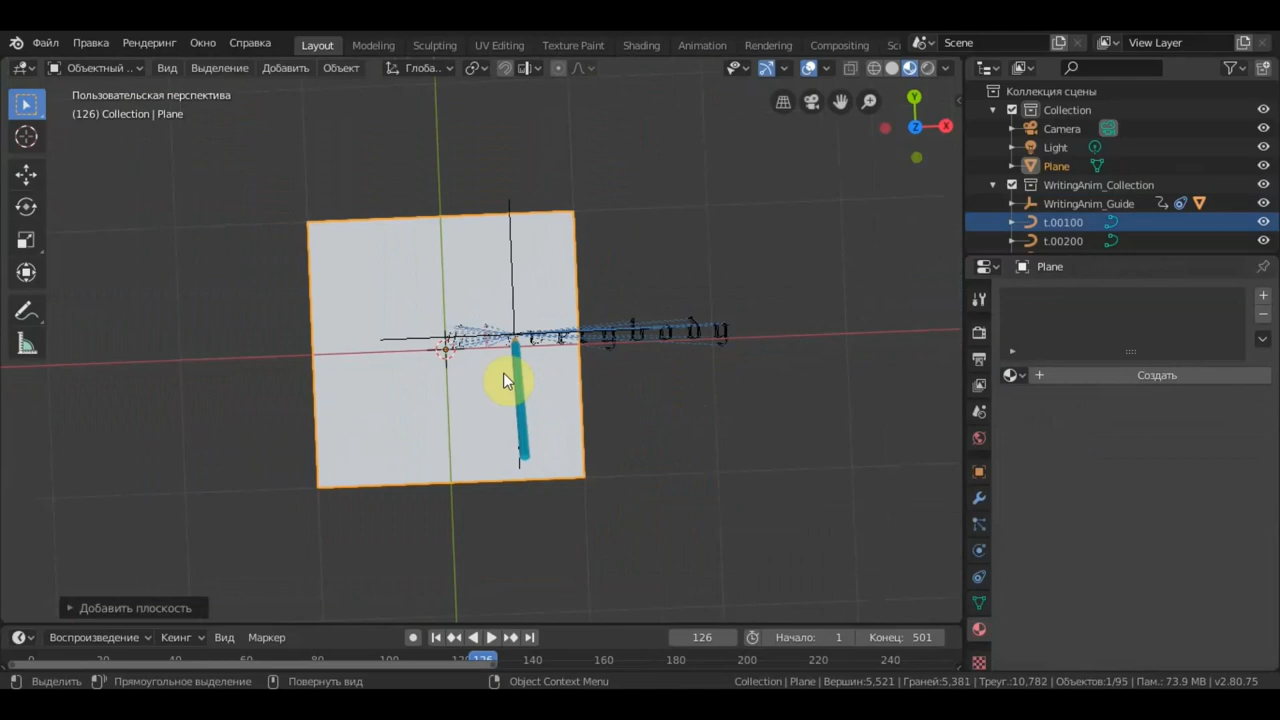 Файл Правка Рендеринг Окно Справка Layout Modeling Sculpting UV Editing Texture Paint Shading Animation Rendering Compositing Sc Scene View Layer
Объектный .. Вид Выделение Добавить Объект Глоба..
Пользовательская перспектива
(126) Collection | Plane
Коллекция сцены
Collection
Camera
Light
Plane
WritingAnim_Collection
WritingAnim_Guide
t.00100
t.00200
Plane
Создать
Y
Z X
Добавить плоскость
Воспроизведение Кеинг Вид Маркер 126 Начало: 1 Конец: 501
0 20 40 60 80 100 120 126 140 160 180 200 220 240
Выделить Прямоугольное выделение Повернуть вид Object Context Menu Collection | Plane | Вершин:5,521 | Граней:5,381 | Треуг.:10,782 | Объектов:1/95 | Пам.: 73.9 MB | v2.80.75